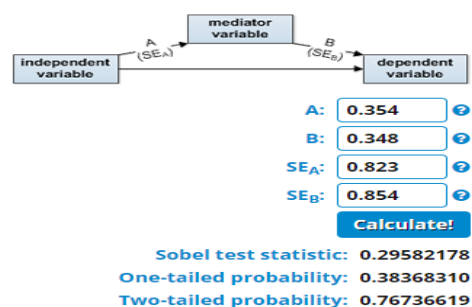 mediator
variable
A
(SEA)
B
(SEB)
independent
variable
dependent
variable
A: 0.354 ?
B: 0.348 ?
SEA: 0.823 ?
SEB: 0.854 ?
Calculate!
Sobel test statistic: 0.29582178
One-tailed probability: 0.38368310
Two-tailed probability: 0.76736619